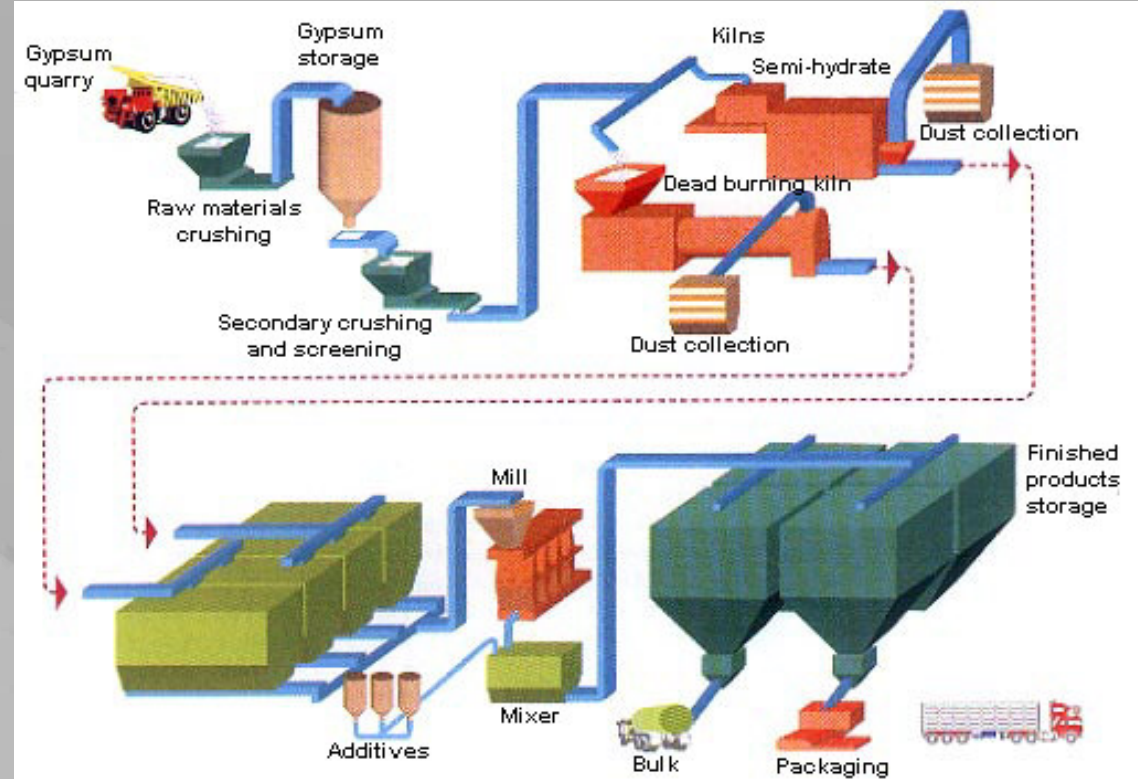 Gypsum
quarry
Gypsum
storage
Kilns
Semi-hydrate
Dust collection
Raw materials
crushing
Dead burning kiln
Secondary crushing
and screening
Dust collection
Mill
Finished
products
storage
Additives
Mixer
Bulk
Packaging